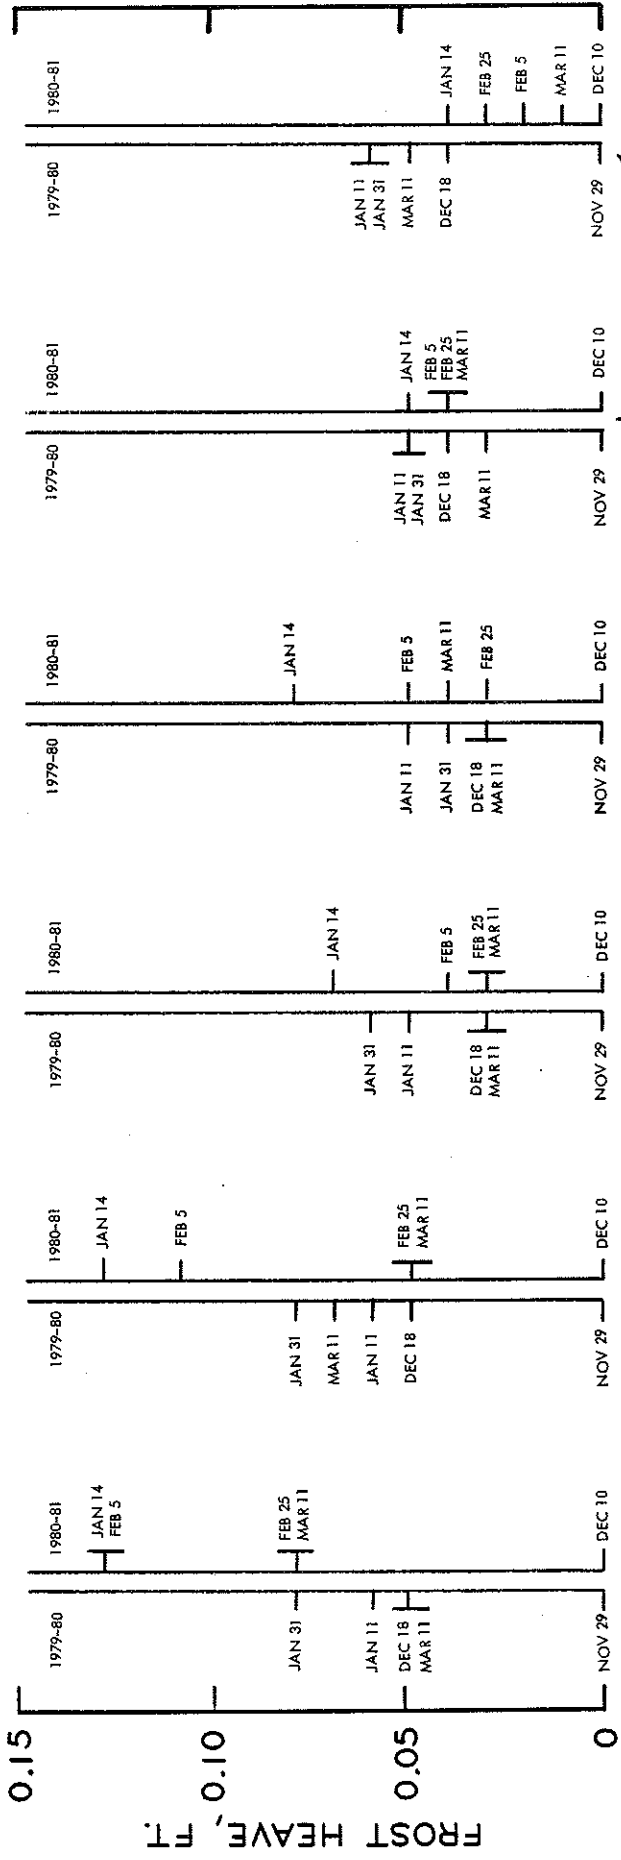 FROST HEAVE, FT.
0.15
0.10
0.05
0
1979-80
JAN 31
JAN 11
DEC 18
MAR 11
NOV 29
1980-81
JAN 14
FEB 5
FEB 25
MAR 11
DEC 10
1979-80
JAN 31
MAR 11
JAN 11
DEC 18
NOV 29
1980-81
JAN 14
FEB 5
FEB 25
MAR 11
DEC 10
1979-80
JAN 31
JAN 11
DEC 18
MAR 11
NOV 29
1980-81
JAN 14
FEB 5
FEB 25
MAR 11
DEC 10
1979-80
JAN 11
JAN 31
DEC 18
MAR 11
NOV 29
1980-81
JAN 14
FEB 5
MAR 11
FEB 25
DEC 10
1979-80
JAN 11
JAN 31
DEC 18
MAR 11
NOV 29
1980-81
JAN 14
FEB 5
FEB 25
MAR 11
DEC 10
1979-80
JAN 11
JAN 31
MAR 11
DEC 18
NOV 29
1980-81
JAN 14
FEB 25
FEB 5
MAR 11
DEC 10